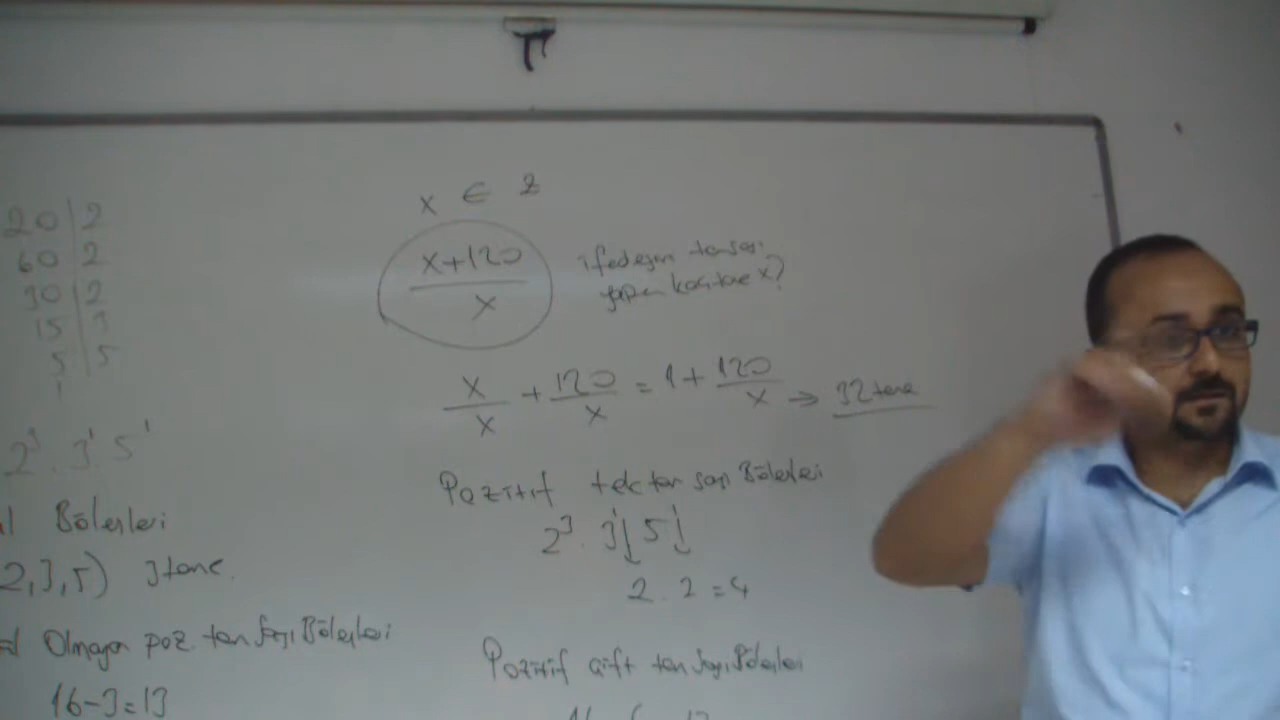 π
20 | 2
60 | 2
30 | 2
15 | 3
5 | 5
1
2³ . 3¹ 5¹
l Bölenleri
2,3,5) 3 tane.
Olmayan poz. tam sayı Bölenleri
16-3=13
x ∈ Z
x+120 / x ifadesini tamsayı
yapan kaç tane x?
x/x + 120/x = 1 + 120/x → 32 tane
Pozitif tek tam sayı Bölenleri
2³ . 3¹ 5¹
2 . 2 = 4
Pozitif çift tam sayı Bölenleri